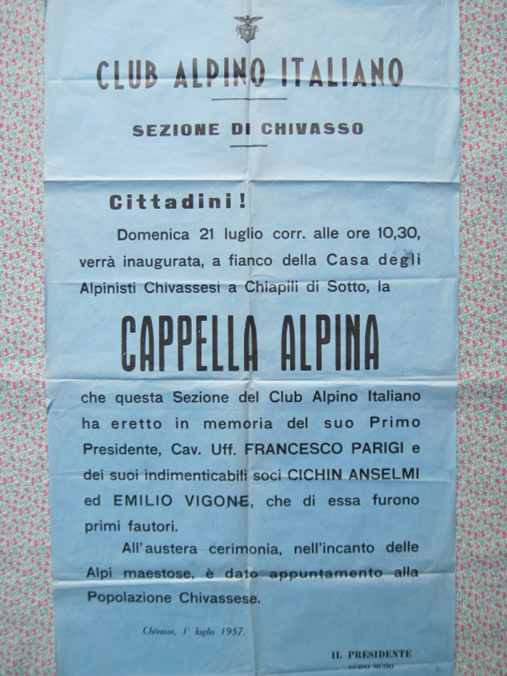 CLUB ALPINO ITALIANO
SEZIONE DI CHIVASSO
Cittadini!
Domenica 21 luglio corr. alle ore 10,30,
verrà inaugurata, a fianco della Casa degli
Alpinisti Chivassesi a Chiapili di Sotto, la
CAPPELLA ALPINA
che questa Sezione del Club Alpino Italiano
ha eretto in memoria del suo Primo
Presidente, Cav. Uff. FRANCESCO PARIGI e
dei suoi indimenticabili soci CICHIN ANSELMI
ed EMILIO VIGONE, che di essa furono
primi fautori.
All'austera cerimonia, nell'incanto delle
Alpi maestose, è dato appuntamento alla
Popolazione Chivassese.
Chivasso, 1° luglio 1957.
IL PRESIDENTE
GUIDO MUZIO